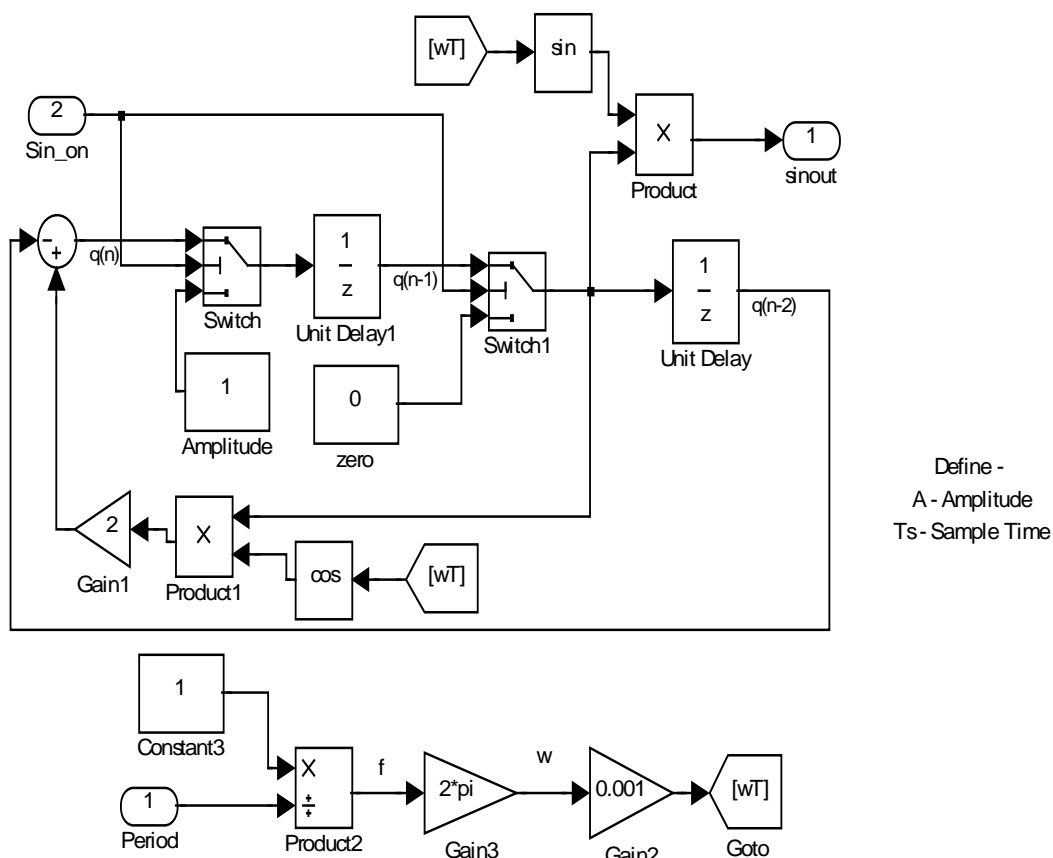 [wT]
sin
2
Sin_on
X
Product
1
sinout
-
+
q(n)
Switch
1
z
Unit Delay1
q(n-1)
Switch1
1
z
Unit Delay
q(n-2)
1
Amplitude
0
zero
Define -
A - Amplitude
Ts - Sample Time
2
Gain1
X
Product1
cos
[wT]
1
Constant3
X
÷
Product2
1
Period
f
2*pi
Gain3
w
0.001
Gain2
[wT]
Goto